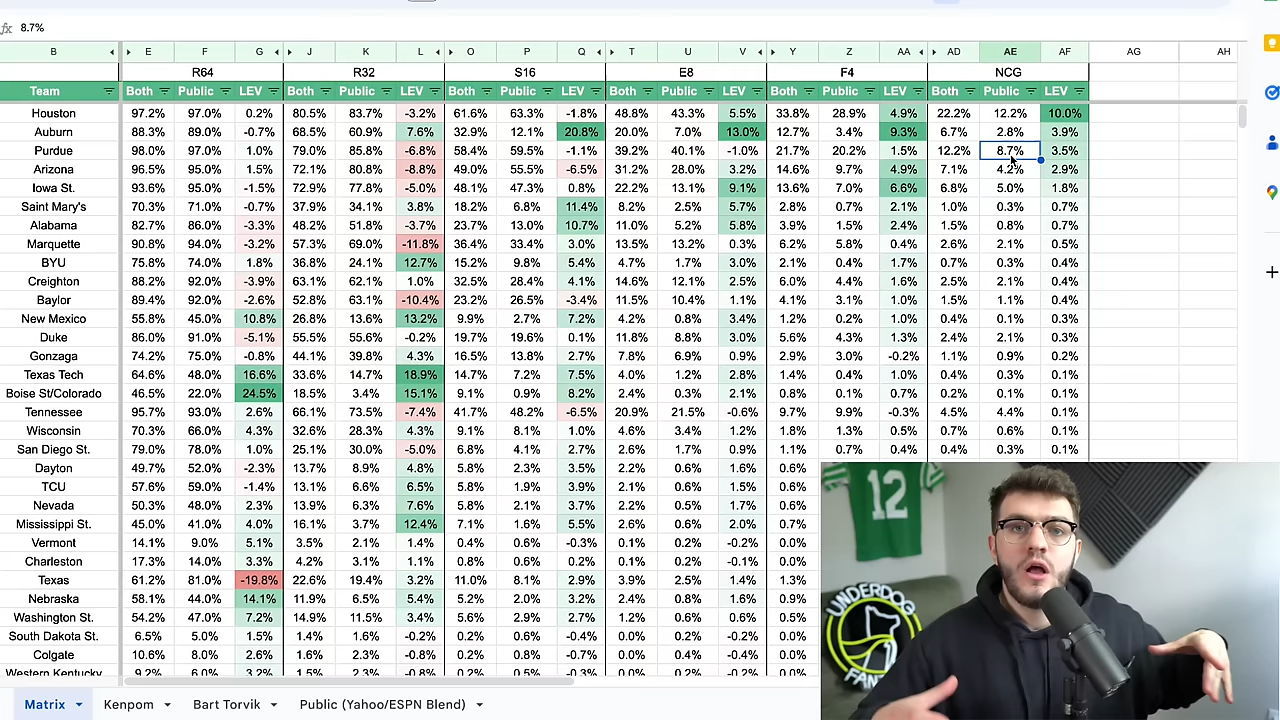 fx 8.7%
B E F G J K L O P Q T U V Y Z AA AD AE AF AG AH
R64 R32 S16 E8 F4 NCG
Team Both Public LEV Both Public LEV Both Public LEV Both Public LEV Both Public LEV Both Public LEV
Houston 97.2% 97.0% 0.2% 80.5% 83.7% -3.2% 61.6% 63.3% -1.8% 48.8% 43.3% 5.5% 33.8% 28.9% 4.9% 22.2% 12.2% 10.0%
Auburn 88.3% 89.0% -0.7% 68.5% 60.9% 7.6% 32.9% 12.1% 20.8% 20.0% 7.0% 13.0% 12.7% 3.4% 9.3% 6.7% 2.8% 3.9%
Purdue 98.0% 97.0% 1.0% 79.0% 85.8% -6.8% 58.4% 59.5% -1.1% 39.2% 40.1% -1.0% 21.7% 20.2% 1.5% 12.2% 8.7% 3.5%
Arizona 96.5% 95.0% 1.5% 72.1% 80.8% -8.8% 49.0% 55.5% -6.5% 31.2% 28.0% 3.2% 14.6% 9.7% 4.9% 7.1% 4.2% 2.9%
Iowa St. 93.6% 95.0% -1.5% 72.9% 77.8% -5.0% 48.1% 47.3% 0.8% 22.2% 13.1% 9.1% 13.6% 7.0% 6.6% 6.8% 5.0% 1.8%
Saint Mary's 70.3% 71.0% -0.7% 37.9% 34.1% 3.8% 18.2% 6.8% 11.4% 8.2% 2.5% 5.7% 2.8% 0.7% 2.1% 1.0% 0.3% 0.7%
Alabama 82.7% 86.0% -3.3% 48.2% 51.8% -3.7% 23.7% 13.0% 10.7% 11.0% 5.2% 5.8% 3.9% 1.5% 2.4% 1.5% 0.8% 0.7%
Marquette 90.8% 94.0% -3.2% 57.3% 69.0% -11.8% 36.4% 33.4% 3.0% 13.5% 13.2% 0.3% 6.2% 5.8% 0.4% 2.6% 2.1% 0.5%
BYU 75.8% 74.0% 1.8% 36.8% 24.1% 12.7% 15.2% 9.8% 5.4% 4.7% 1.7% 3.0% 2.1% 0.4% 1.7% 0.7% 0.3% 0.4%
Creighton 88.2% 92.0% -3.9% 63.1% 62.1% 1.0% 32.5% 28.4% 4.1% 14.6% 12.1% 2.5% 6.0% 4.4% 1.6% 2.5% 2.1% 0.4%
Baylor 89.4% 92.0% -2.6% 52.8% 63.1% -10.4% 23.2% 26.5% -3.4% 11.5% 10.4% 1.1% 4.1% 3.1% 1.0% 1.5% 1.1% 0.4%
New Mexico 55.8% 45.0% 10.8% 26.8% 13.6% 13.2% 9.9% 2.7% 7.2% 4.2% 0.8% 3.4% 1.2% 0.2% 1.0% 0.4% 0.1% 0.3%
Duke 86.0% 91.0% -5.1% 55.5% 55.6% -0.2% 19.7% 19.6% 0.1% 11.8% 8.8% 3.0% 5.6% 4.3% 1.3% 2.4% 2.1% 0.3%
Gonzaga 74.2% 75.0% -0.8% 44.1% 39.8% 4.3% 16.5% 13.8% 2.7% 7.8% 6.9% 0.9% 2.9% 3.0% -0.2% 1.1% 0.9% 0.2%
Texas Tech 64.6% 48.0% 16.6% 33.6% 14.7% 18.9% 14.7% 7.2% 7.5% 4.0% 1.2% 2.8% 1.4% 0.4% 1.0% 0.4% 0.3% 0.1%
Boise St/Colorado 46.5% 22.0% 24.5% 18.5% 3.4% 15.1% 9.1% 0.9% 8.2% 2.4% 0.3% 2.1% 0.8% 0.1% 0.7% 0.2% 0.1% 0.1%
Tennessee 95.7% 93.0% 2.6% 66.1% 73.5% -7.4% 41.7% 48.2% -6.5% 20.9% 21.5% -0.6% 9.7% 9.9% -0.3% 4.5% 4.4% 0.1%
Wisconsin 70.3% 66.0% 4.3% 32.6% 28.3% 4.3% 9.1% 8.1% 1.0% 4.6% 3.4% 1.2% 1.8% 1.3% 0.5% 0.7% 0.6% 0.1%
San Diego St. 79.0% 78.0% 1.0% 25.1% 30.0% -5.0% 6.8% 4.1% 2.7% 2.6% 1.7% 0.9% 1.1% 0.7% 0.4% 0.4% 0.3% 0.1%
Dayton 49.7% 52.0% -2.3% 13.7% 8.9% 4.8% 5.8% 2.3% 3.5% 2.2% 0.6% 1.6% 0.6%
TCU 57.6% 59.0% -1.4% 13.1% 6.6% 6.5% 5.8% 1.9% 3.9% 2.1% 0.6% 1.5% 0.6%
Nevada 50.3% 48.0% 2.3% 13.9% 6.3% 7.6% 5.8% 2.1% 3.7% 2.2% 0.5% 1.7% 0.6%
Mississippi St. 45.0% 41.0% 4.0% 16.1% 3.7% 12.4% 7.1% 1.6% 5.5% 2.6% 0.6% 2.0% 0.7%
Vermont 14.1% 9.0% 5.1% 3.3% 1.9% 1.4% 0.4% 0.6% -0.3% 0.1% 0.2% -0.2% 0.0%
Charleston 17.3% 14.0% 3.3% 4.2% 3.1% 1.1% 0.8% 0.6% 0.3% 0.2% 0.2% -0.1% 0.0%
Texas 61.2% 81.0% -19.8% 22.6% 19.4% 3.2% 11.0% 8.1% 2.9% 3.9% 2.5% 1.4% 1.3%
Nebraska 58.1% 44.0% 14.1% 11.9% 6.5% 5.4% 5.2% 2.0% 3.2% 2.4% 0.8% 1.6% 0.9%
Washington St. 54.2% 47.0% 7.2% 14.9% 11.5% 3.4% 5.6% 2.9% 2.7% 1.2% 0.6% 0.6% 0.5%
South Dakota St. 6.5% 5.0% 1.5% 1.4% 1.6% -0.2% 0.2% 0.6% -0.4% 0.0% 0.2% -0.2% 0.0%
Colgate 10.6% 8.0% 2.6% 1.6% 2.3% -0.8% 0.2% 0.8% -0.7% 0.0% 0.4% -0.4% 0.0%
Western Kentucky 9.2% 6.0% 3.2% 1.5% 2.3% -0.8% 0.2% 0.8% -0.6% 0.0% 0.2% -0.2% 0.0%
12
UNDERDOG
FANT
Matrix Kenpom Bart Torvik Public (Yahoo/ESPN Blend)